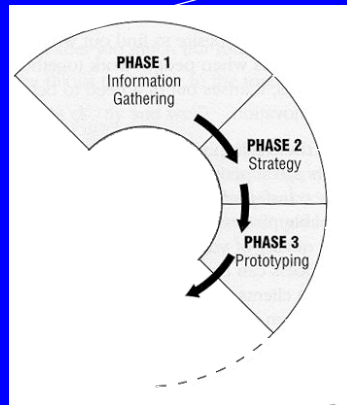 PHASE 1
Information
Gathering
PHASE 2
Strategy
PHASE 3
Prototyping